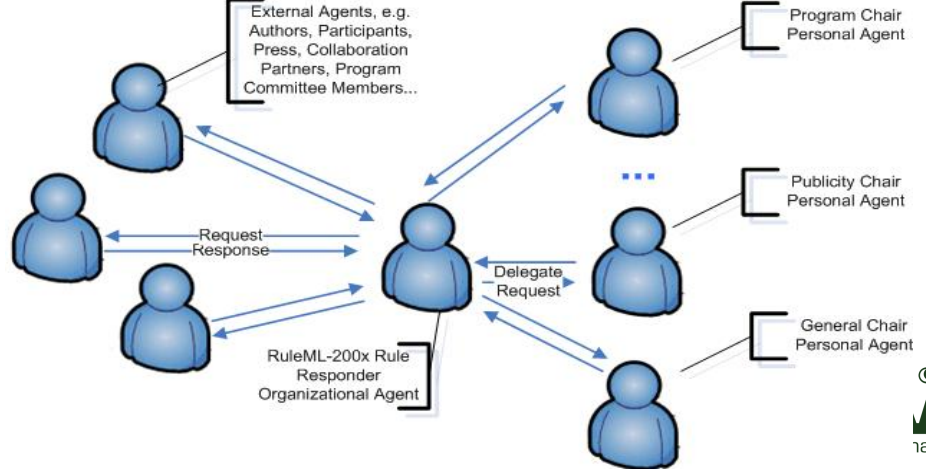 External Agents, e.g.
Authors, Participants,
Press, Collaboration
Partners, Program
Committee Members...
Program Chair
Personal Agent
Publicity Chair
Personal Agent
Request
Response
Delegate
Request
General Chair
Personal Agent
RuleML-200x Rule
Responder
Organizational Agent
©